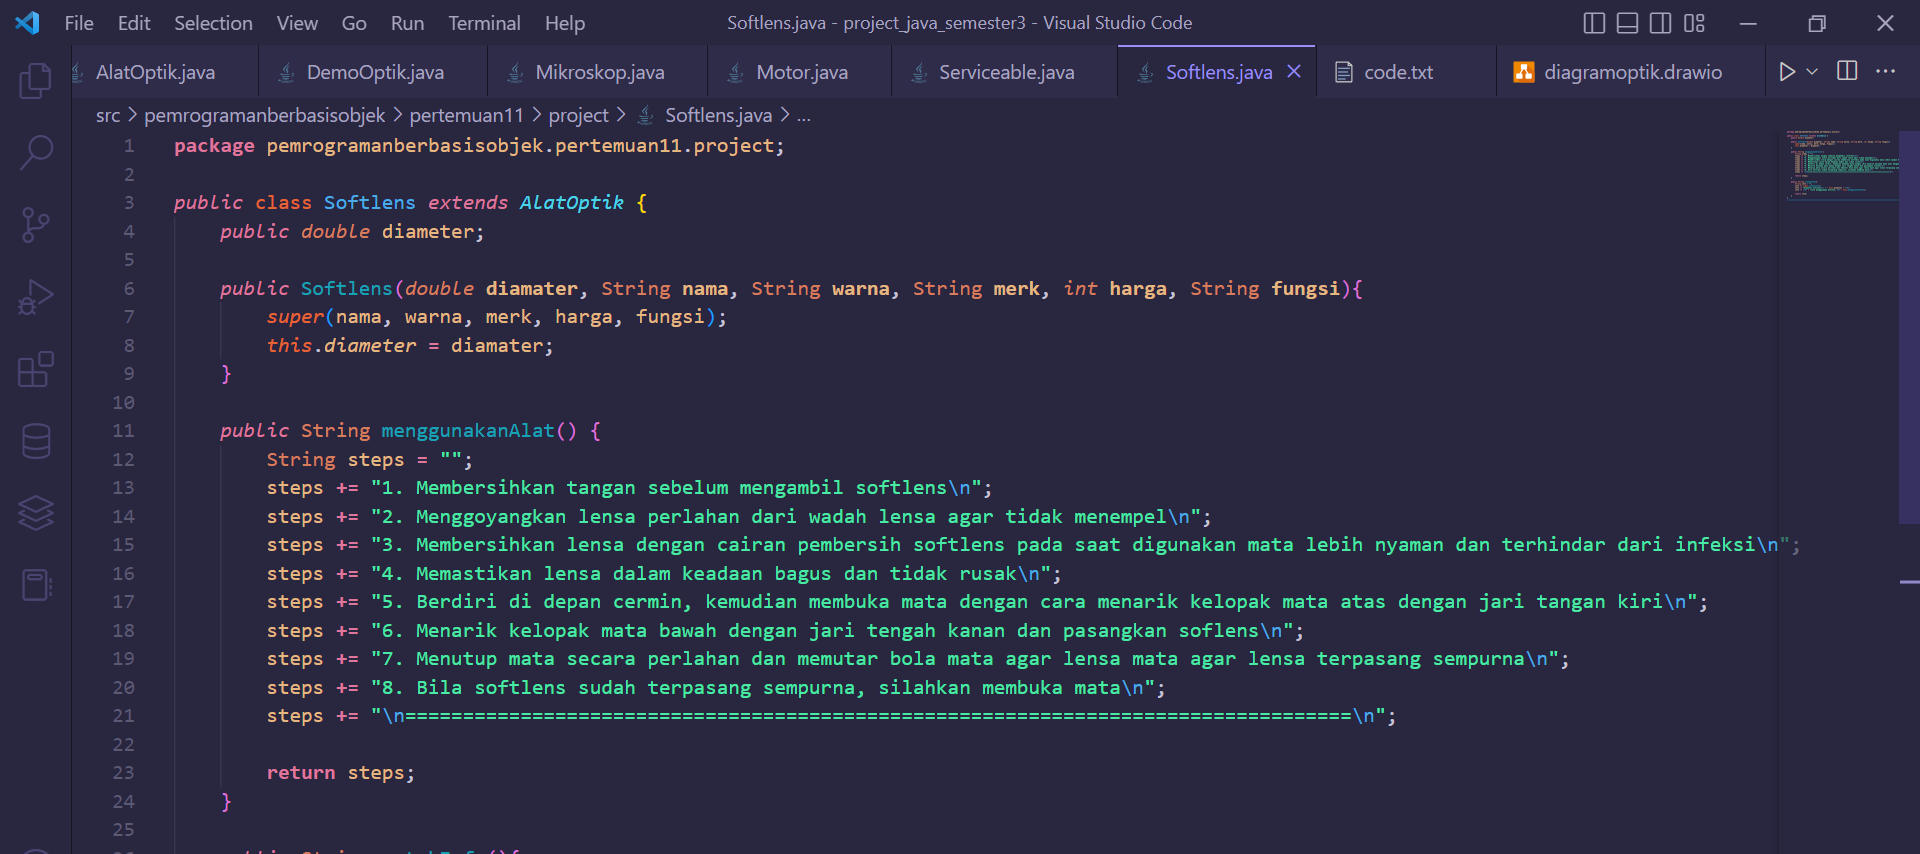 File Edit Selection View Go Run Terminal Help Softlens.java - project_java_semester3 - Visual Studio Code
AlatOptik.java DemoOptik.java Mikroskop.java Motor.java Serviceable.java Softlens.java code.txt diagramoptik.drawio
src > pemrogramanberbasisobjek > pertemuan11 > project > Softlens.java > ...
1 package pemrogramanberbasisobjek.pertemuan11.project;
2
3 public class Softlens extends AlatOptik {
4 public double diameter;
5
6 public Softlens(double diamater, String nama, String warna, String merk, int harga, String fungsi){
7 super(nama, warna, merk, harga, fungsi);
8 this.diameter = diamater;
9 }
10
11 public String menggunakanAlat() {
12 String steps = "";
13 steps += "1. Membersihkan tangan sebelum mengambil softlens\n";
14 steps += "2. Menggoyangkan lensa perlahan dari wadah lensa agar tidak menempel\n";
15 steps += "3. Membersihkan lensa dengan cairan pembersih softlens pada saat digunakan mata lebih nyaman dan terhindar dari infeksi\n";
16 steps += "4. Memastikan lensa dalam keadaan bagus dan tidak rusak\n";
17 steps += "5. Berdiri di depan cermin, kemudian membuka mata dengan cara menarik kelopak mata atas dengan jari tangan kiri\n";
18 steps += "6. Menarik kelopak mata bawah dengan jari tengah kanan dan pasangkan soflens\n";
19 steps += "7. Menutup mata secara perlahan dan memutar bola mata agar lensa mata agar lensa terpasang sempurna\n";
20 steps += "8. Bila softlens sudah terpasang sempurna, silahkan membuka mata\n";
21 steps += "\n==================================================================================\n";
22
23 return steps;
24 }
25